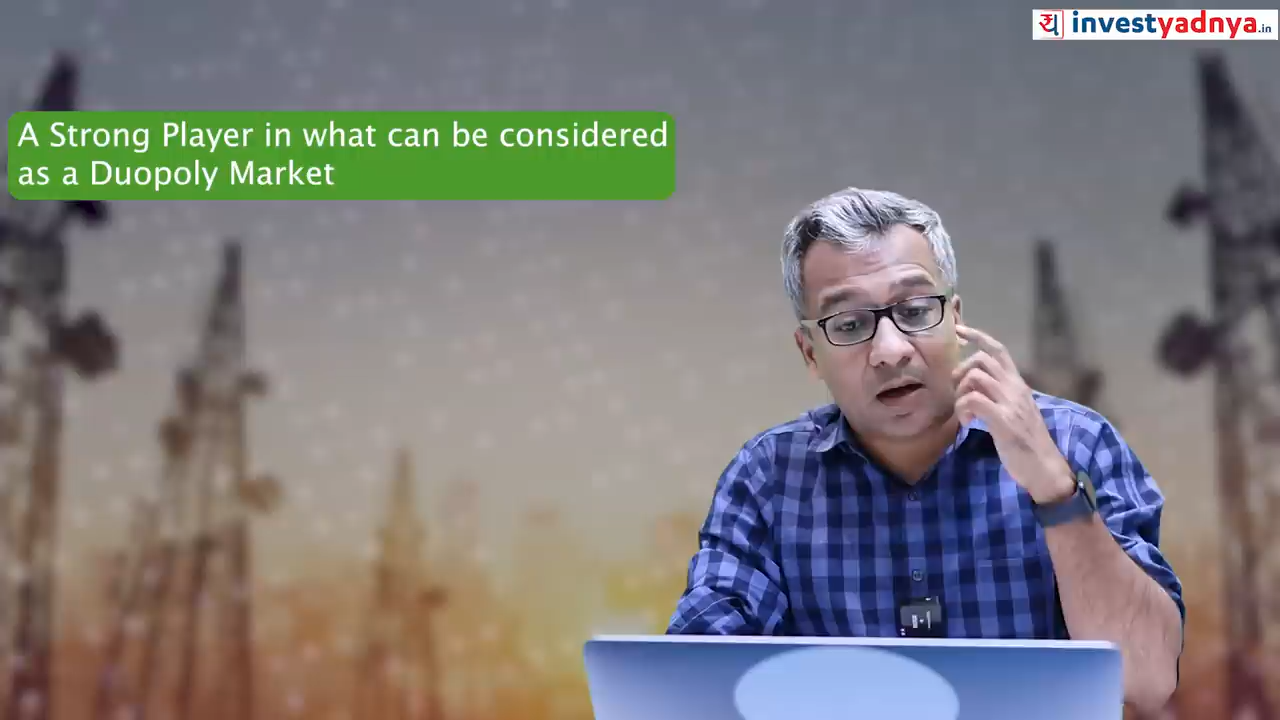 य investyadnya.in
A Strong Player in what can be considered
as a Duopoly Market